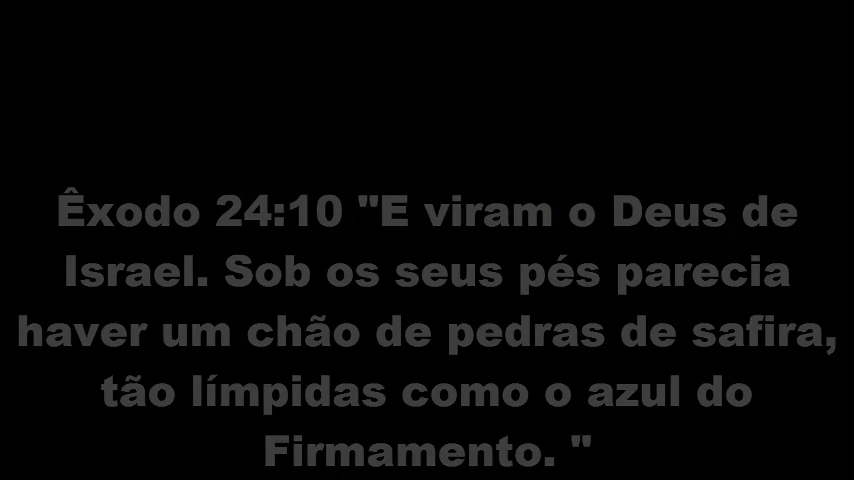 Êxodo 24:10 "E viram o Deus de
Israel. Sob os seus pés parecia
haver um chão de pedras de safira,
tão límpidas como o azul do
Firmamento. "